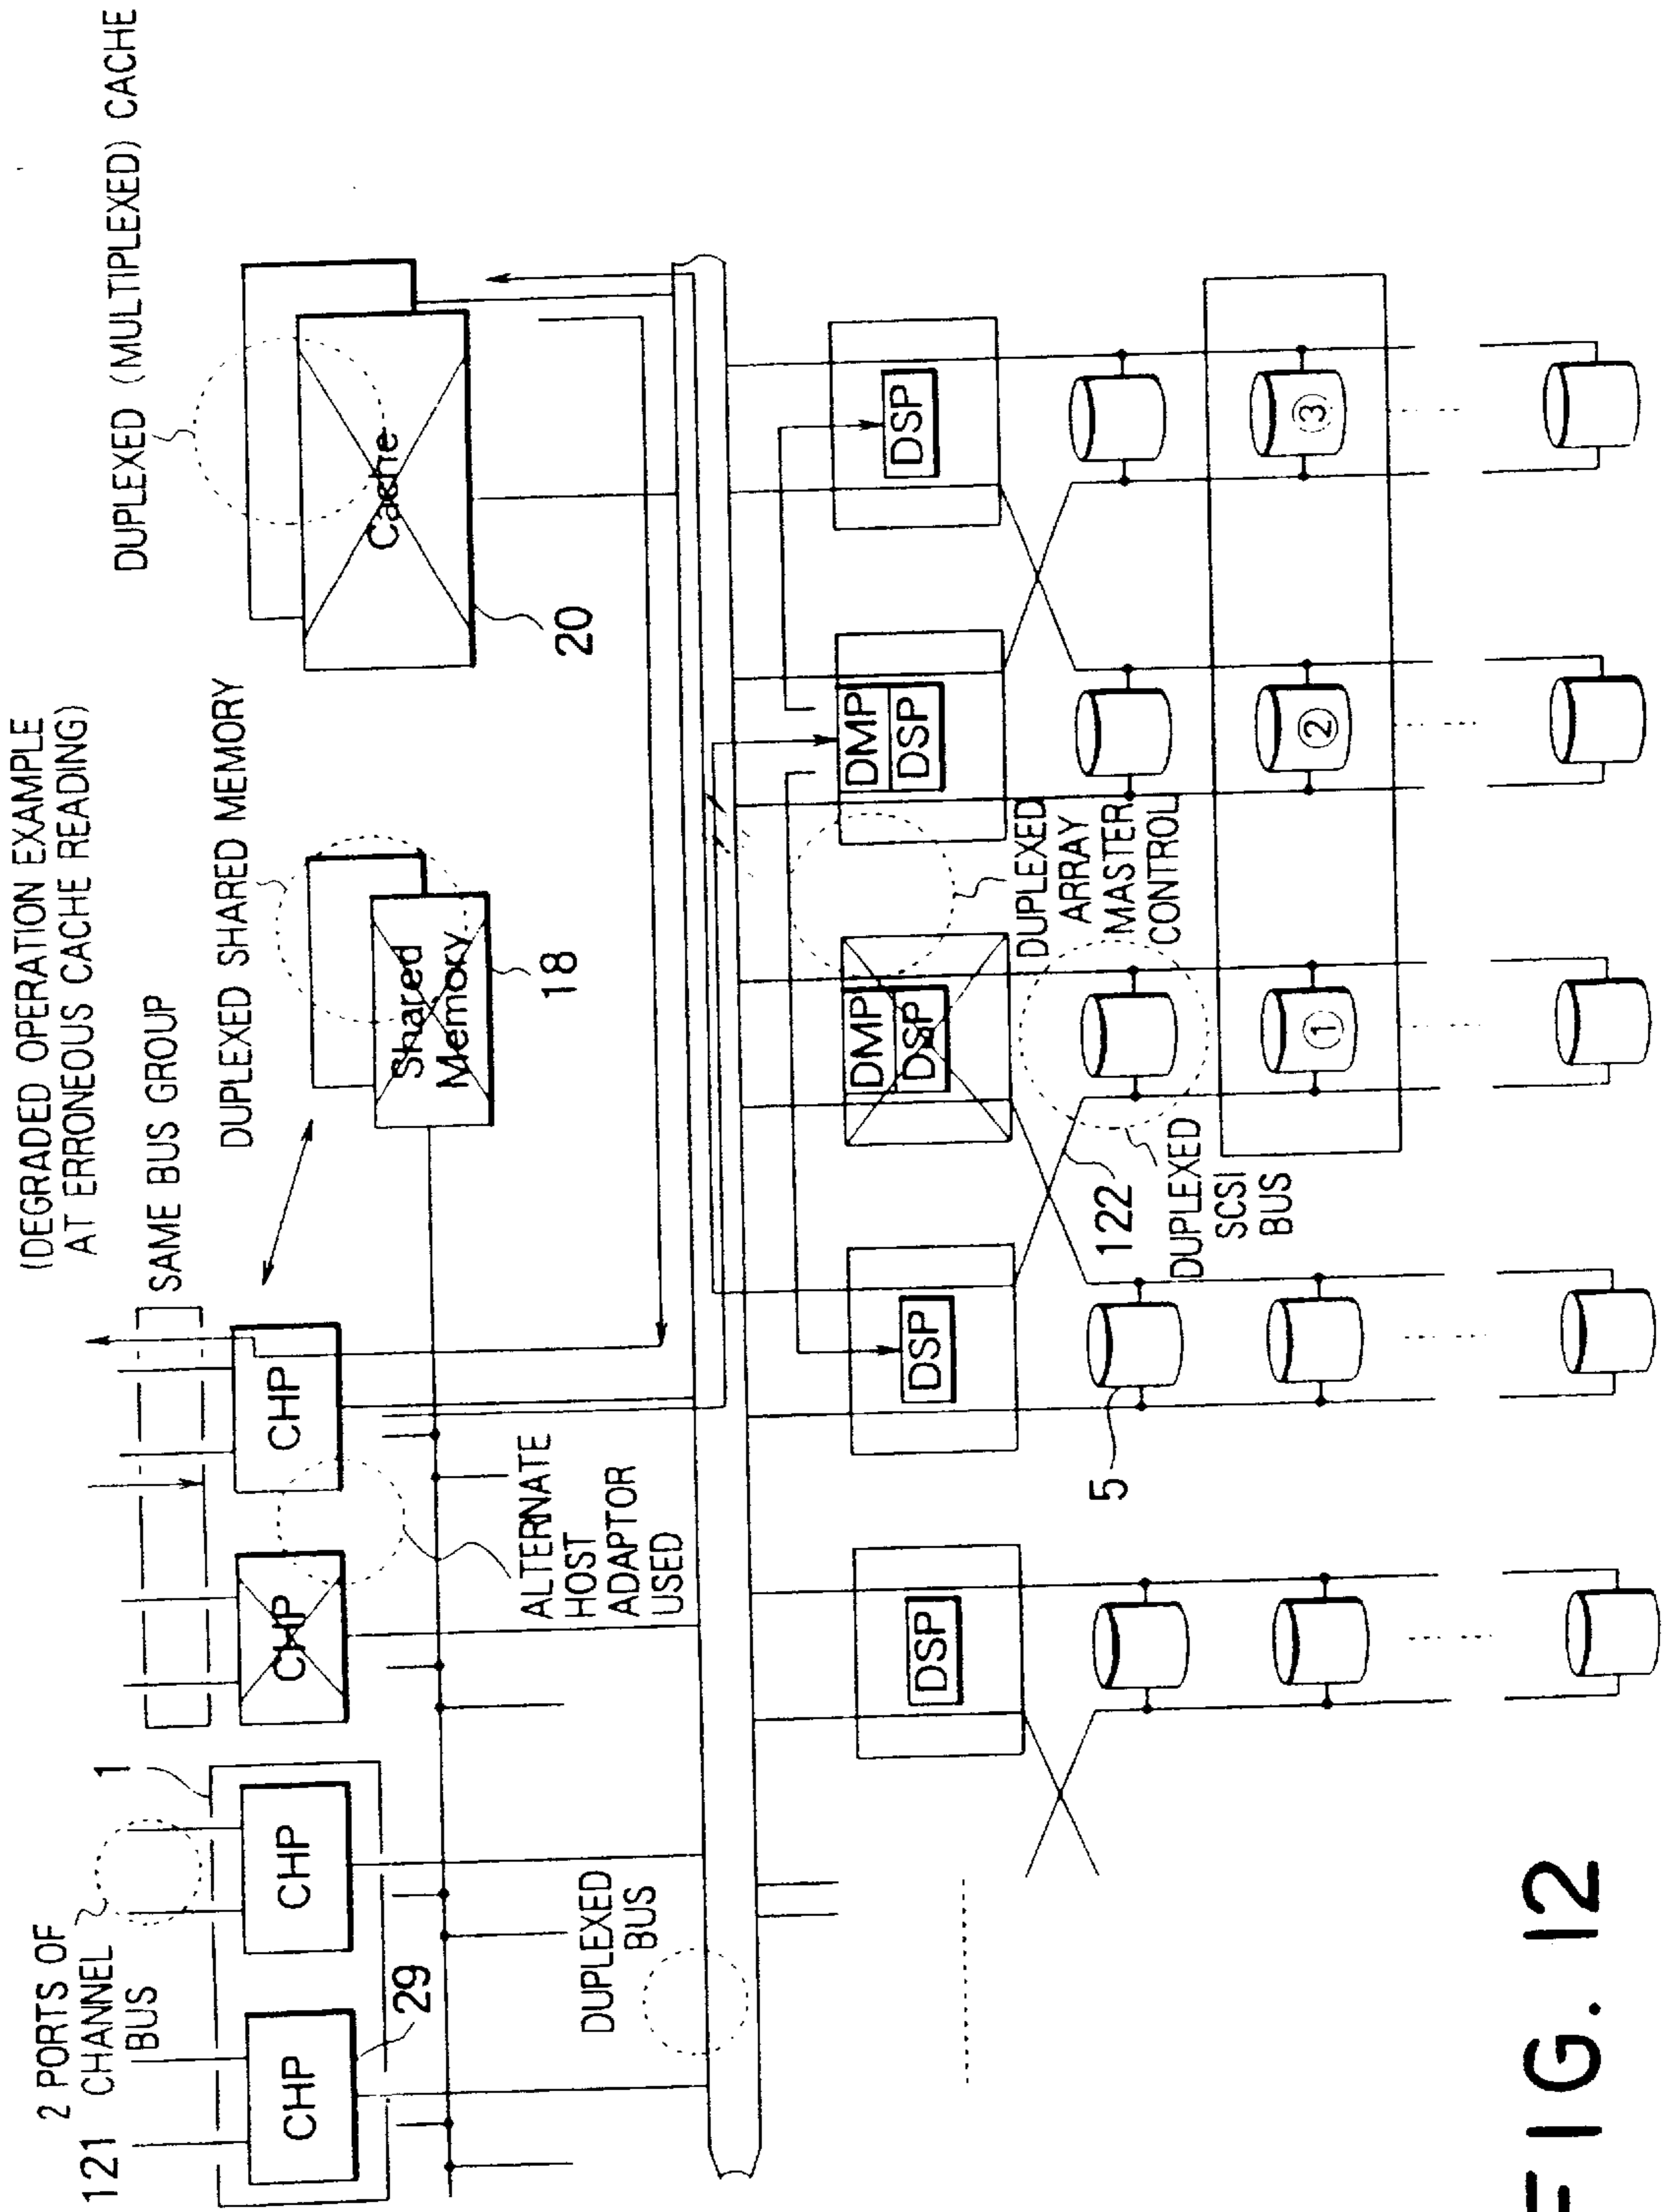 (DEGRADED OPERATION EXAMPLE
AT ERRONEOUS CACHE READING)
121
2 PORTS OF
CHANNEL
BUS
1
SAME BUS GROUP
DUPLEXED SHARED MEMORY
DUPLEXED (MULTIPLEXED) CACHE
CHP
CHP
CHP
CHP
29
Shared
Memory
18
Cache
20
ALTERNATE
HOST
ADAPTOR
USED
DUPLEXED
BUS
DSP
DSP
DMP
DSP
DMP
DSP
DSP
DUPLEXED
ARRAY
MASTER
CONTROL
5
122
DUPLEXED
SCSI
BUS
①
②
③
FIG. 12